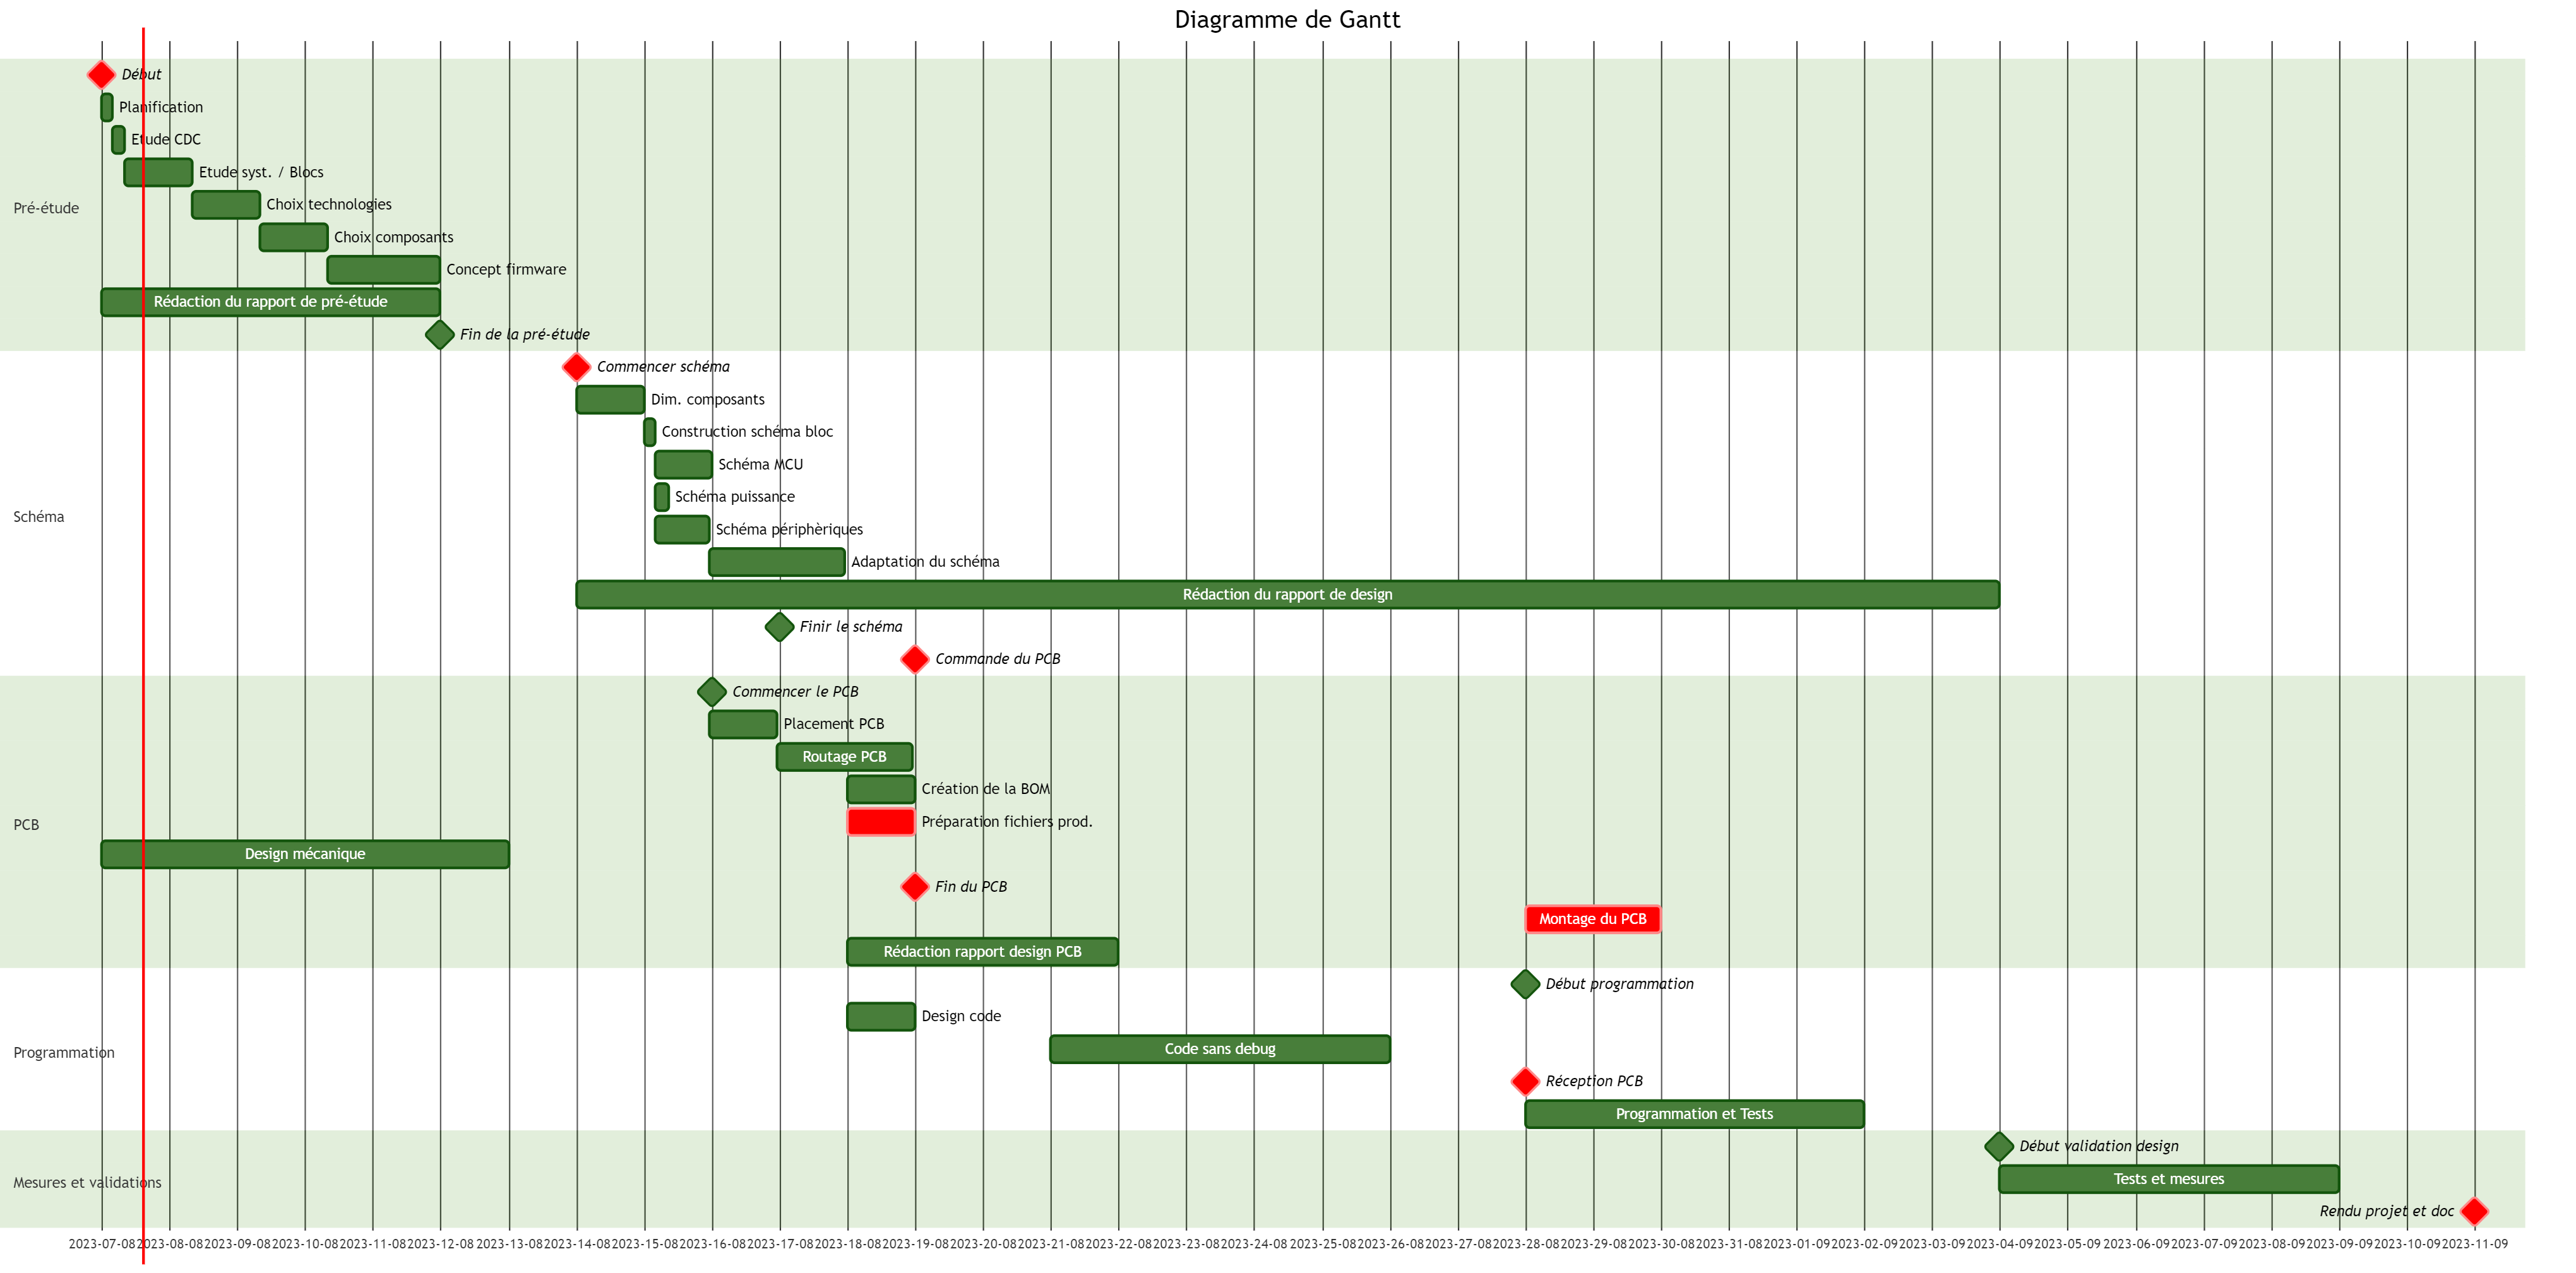 Diagramme de Gantt
Pré-étude
Début
Planification
Etude CDC
Etude syst. / Blocs
Choix technologies
Choix composants
Concept firmware
Rédaction du rapport de pré-étude
Fin de la pré-étude
Schéma
Commencer schéma
Dim. composants
Construction schéma bloc
Schéma MCU
Schéma puissance
Schéma périphèriques
Adaptation du schéma
Rédaction du rapport de design
Finir le schéma
Commande du PCB
PCB
Commencer le PCB
Placement PCB
Routage PCB
Création de la BOM
Préparation fichiers prod.
Design mécanique
Fin du PCB
Montage du PCB
Rédaction rapport design PCB
Programmation
Début programmation
Design code
Code sans debug
Réception PCB
Programmation et Tests
Mesures et validations
Début validation design
Tests et mesures
Rendu projet et doc
2023-07-08 2023-08-08 2023-09-08 2023-10-08 2023-11-08 2023-12-08 2023-13-08 2023-14-08 2023-15-08 2023-16-08 2023-17-08 2023-18-08 2023-19-08 2023-20-08 2023-21-08 2023-22-08 2023-23-08 2023-24-08 2023-25-08 2023-26-08 2023-27-08 2023-28-08 2023-29-08 2023-30-08 2023-31-08 2023-01-09 2023-02-09 2023-03-09 2023-04-09 2023-05-09 2023-06-09 2023-07-09 2023-08-09 2023-09-09 2023-10-09 2023-11-09